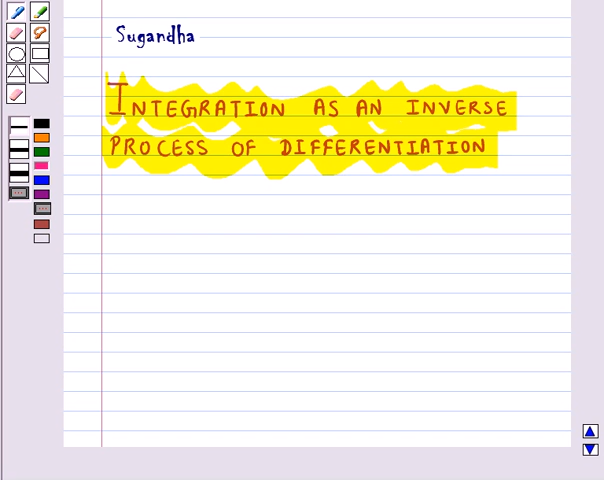 Sugandha
INTEGRATION AS AN INVERSE
PROCESS OF DIFFERENTIATION